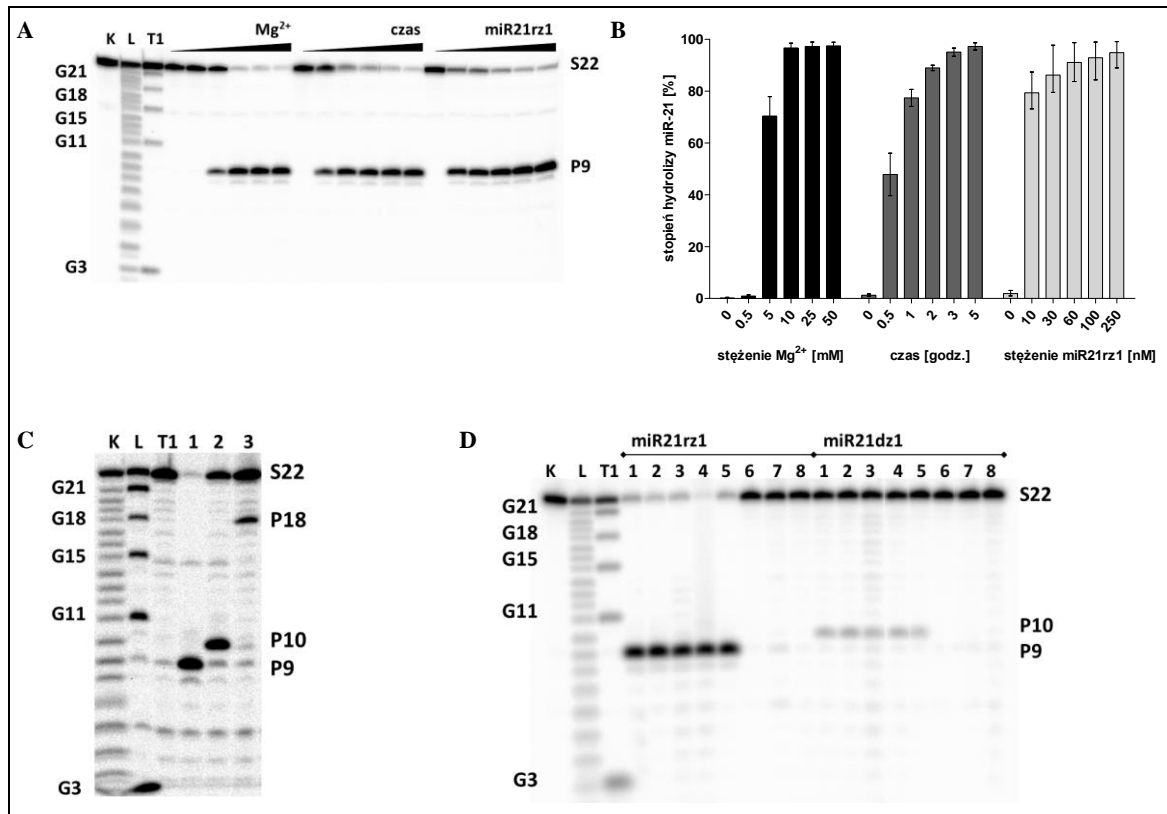 A
K L T1 Mg²⁺ czas miR21rz1
S22
G21
G18
G15
G11
P9
G3
B
100
80
60
40
20
0
stopień hydrolizy miR-21 [%]
0 0.5 5 10 25 50 0 0.5 1 2 3 5 0 10 30 60 100 250
stężenie Mg²⁺ [mM] czas [godz.] stężenie miR21rz1 [nM]
C
K L T1 1 2 3
S22
G21
P18
G18
G15
G11
P10
P9
G3
D
miR21rz1 miR21dz1
K L T1 1 2 3 4 5 6 7 8 1 2 3 4 5 6 7 8
S22
G21
G18
G15
G11
P10
P9
G3